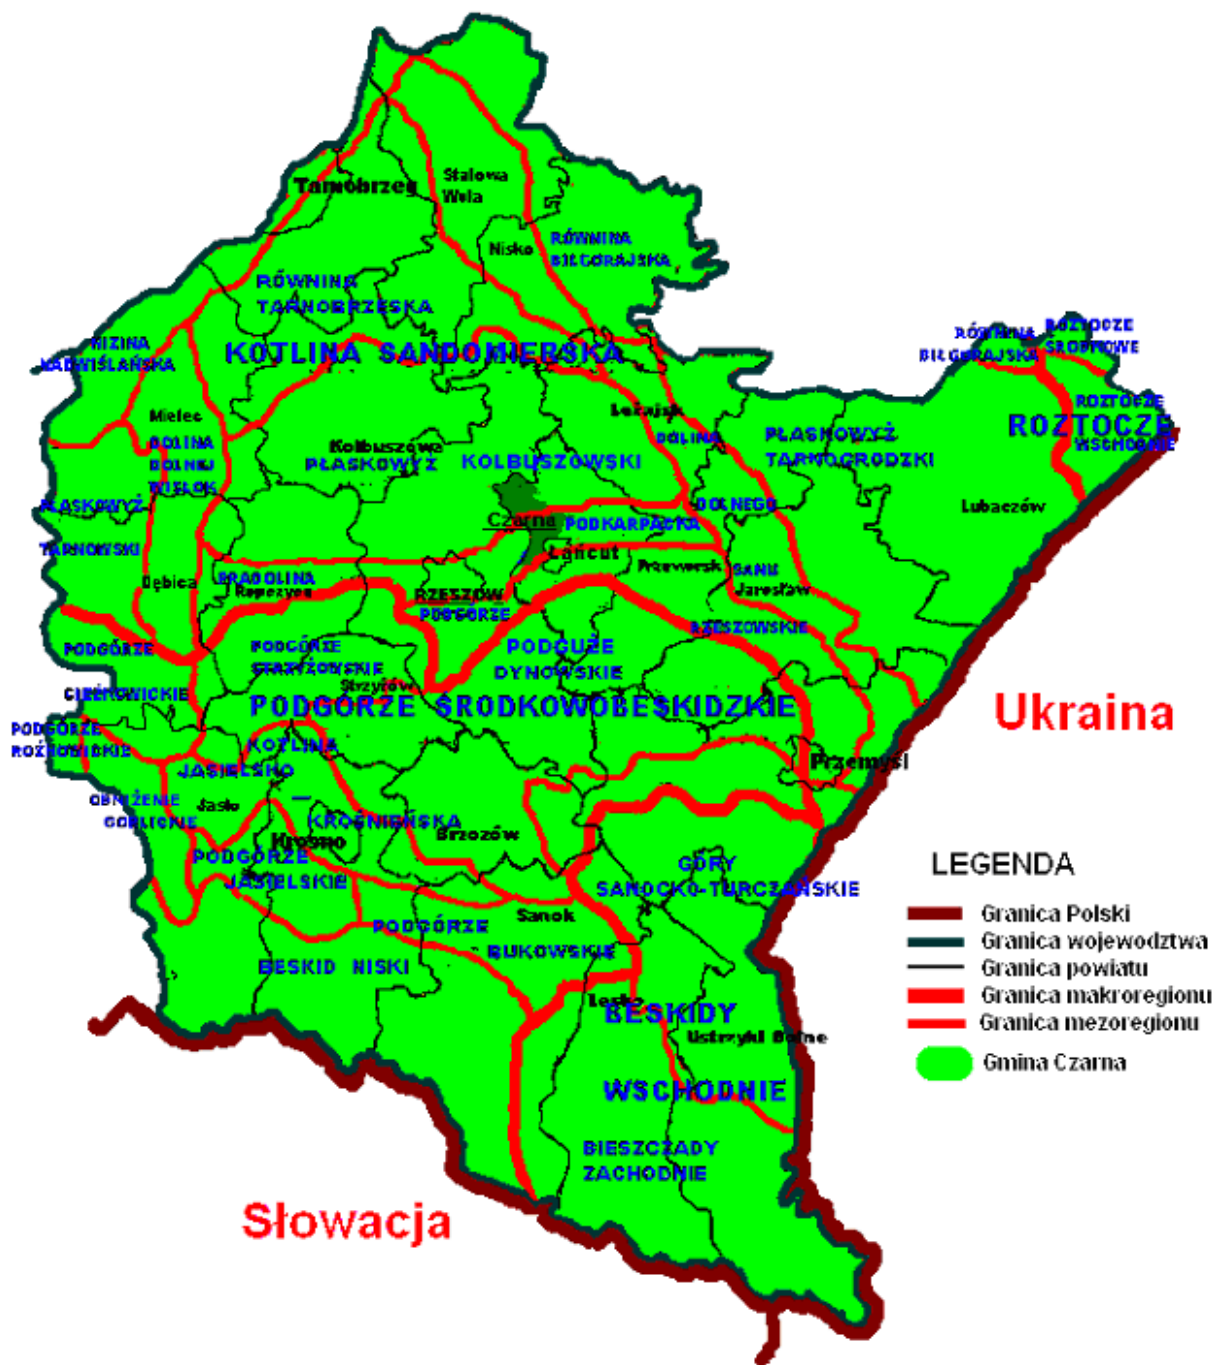 Tarnobrzeg
Stalowa
Wola
Nisko
RÓWNINA
BIŁGORAJSKA
RÓWNINA
TARNOBRZESKA
NIZINA
NADWIŚLAŃSKA
KOTLINA SANDOMIERSKA
RÓWNINA
BIŁGORAJSKA
ROZTOCZE
ŚRODKOWE
ROZTOCZE
WSCHODNIE
ROZTOCZE
Mielec
DOLINA
DOLNEJ
WISŁOK
Leżajsk
Kolbuszowa
PŁASKOWYŻ
KOLBUSZOWSKI
DOLINA
PŁASKOWYŻ
TARNOGRODZKI
PŁASKOWYŻ
TARNOWSKI
Czarna
PODKARPACKA
DOLNEGO
Lubaczów
Łańcut
Przeworsk
SANU
Jarosław
Dębica
PRADOLINA
Ropczyce
RZESZÓW
PODGÓRZE
RZESZOWSKIE
PODGÓRZE
PODGÓRZE
STRZYŻOWSKIE
PODGUŻE
DYNOWSKIE
CIĘŻKOWICKIE
Strzyżów
PODGÓRZE ŚRODKOWOBESKIDZKIE
Ukraina
PODGÓRZE
ROŻNOWSKIE
KOTLINA
JASIELSKO
–
KROŚNIEŃSKA
Przemyśl
OBNIŻENIE
GORLICKIE
Jasło
Krosno
Brzozów
PODGÓRZE
JASIELSKIE
GÓRY
SANOCKO-TURCZAŃSKIE
Sanok
PODGÓRZE
BUKOWSKIE
BESKID NISKI
Lesko
BESKIDY
Ustrzyki Dolne
WSCHODNIE
BIESZCZADY
ZACHODNIE
Słowacja
LEGENDA
Granica Polski
Granica wojewodztwa
Granica powiatu
Granica makroregionu
Granica mezoregionu
Gmina Czarna